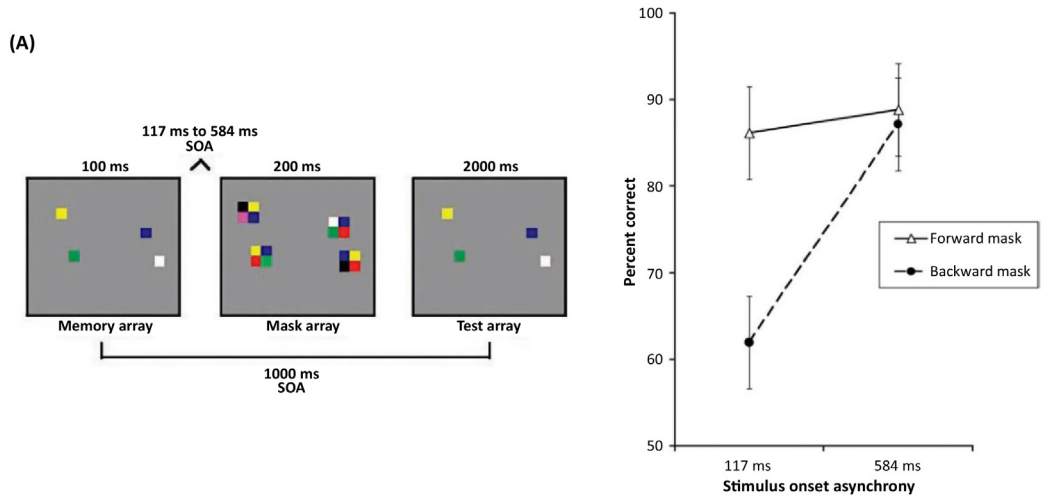 (A)
117 ms to 584 ms
SOA
100 ms
200 ms
2000 ms
Memory array
Mask array
Test array
1000 ms
SOA
100
90
80
70
60
50
Percent correct
117 ms
584 ms
Stimulus onset asynchrony
Forward mask
Backward mask